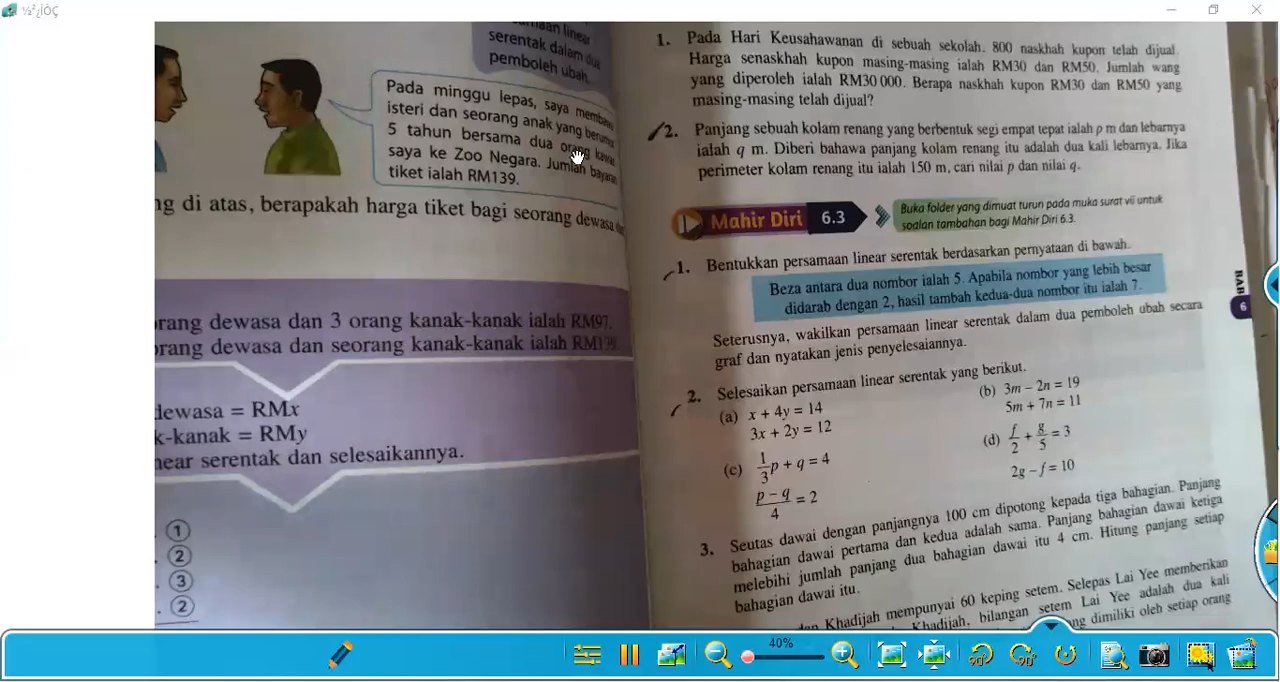 ½²¿ÌÒç
linear
serentak dalam dua
pemboleh ubah.
Pada minggu lepas, saya
isteri dan seorang anak yang
5 tahun bersama dua orang
saya ke Zoo Negara. Jumlah bayaran
tiket ialah RM139.
ng di atas, berapakah harga tiket bagi seorang dewasa
orang dewasa dan 3 orang kanak-kanak ialah RM97.
orang dewasa dan seorang kanak-kanak ialah RM139.
dewasa = RMx
k-kanak = RMy
near serentak dan selesaikannya.
1
2
3
2
1. Pada Hari Keusahawanan di sebuah sekolah, 800 naskhah kupon telah dijual.
Harga senaskhah kupon masing-masing ialah RM30 dan RM50. Jumlah wang
yang diperoleh ialah RM30 000. Berapa naskhah kupon RM30 dan RM50 yang
masing-masing telah dijual?
2. Panjang sebuah kolam renang yang berbentuk segi empat tepat ialah p m dan lebarnya
ialah q m. Diberi bahawa panjang kolam renang itu adalah dua kali lebarnya. Jika
perimeter kolam renang itu ialah 150 m, cari nilai p dan nilai q.
Mahir Diri 6.3
Buka folder yang dimuat turun pada muka surat vii untuk
soalan tambahan bagi Mahir Diri 6.3.
1. Bentukkan persamaan linear serentak berdasarkan pernyataan di bawah.
Beza antara dua nombor ialah 5. Apabila nombor yang lebih besar
didarab dengan 2, hasil tambah kedua-dua nombor itu ialah 7.
Seterusnya, wakilkan persamaan linear serentak dalam dua pemboleh ubah secara
graf dan nyatakan jenis penyelesaiannya.
2. Selesaikan persamaan linear serentak yang berikut.
(a) x + 4y = 14
3x + 2y = 12
(b) 3m – 2n = 19
5m + 7n = 11
(c) 1/3 p + q = 4
(p – q)/4 = 2
(d) f/2 + g/5 = 3
2g – f = 10
3. Seutas dawai dengan panjangnya 100 cm dipotong kepada tiga bahagian. Panjang
bahagian dawai pertama dan kedua adalah sama. Panjang bahagian dawai ketiga
melebihi jumlah panjang dua bahagian dawai itu 4 cm. Hitung panjang setiap
bahagian dawai itu.
Khadijah mempunyai 60 keping setem. Selepas Lai Yee memberikan
Khadijah, bilangan setem Lai Yee adalah dua kali
dimiliki oleh setiap orang
BAB
6
40%
90°
90°